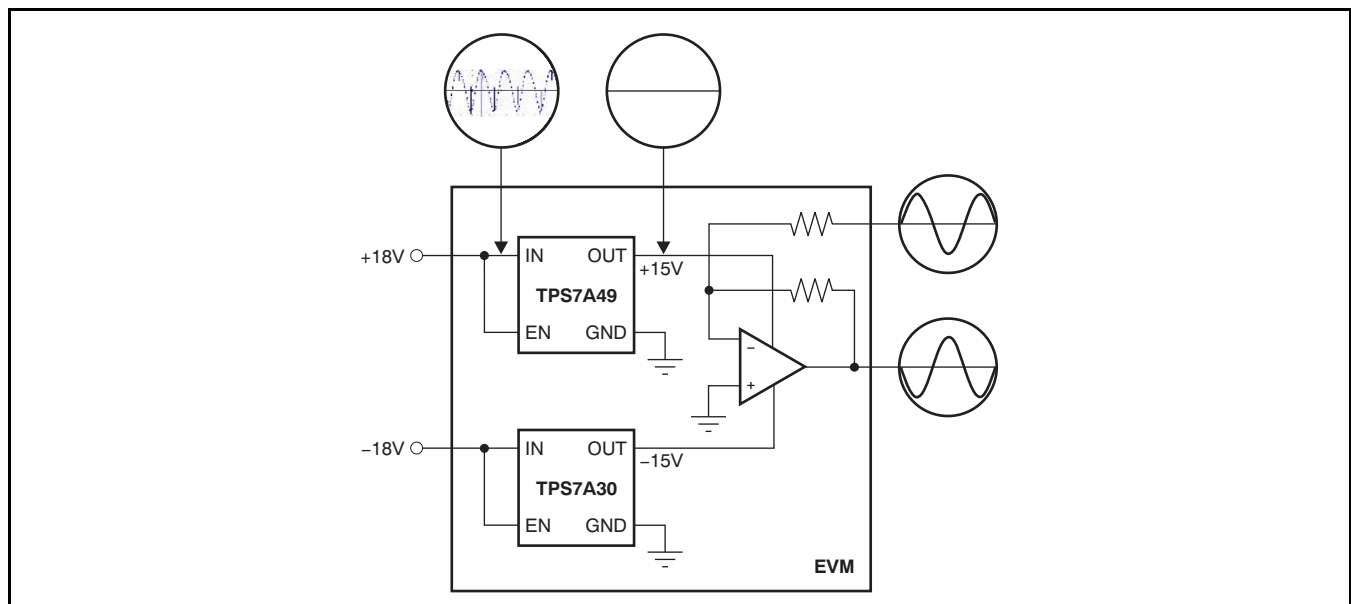 +18V
IN
OUT
+15V
TPS7A49
EN
GND
−
+
−18V
IN
OUT
−15V
TPS7A30
EN
GND
EVM